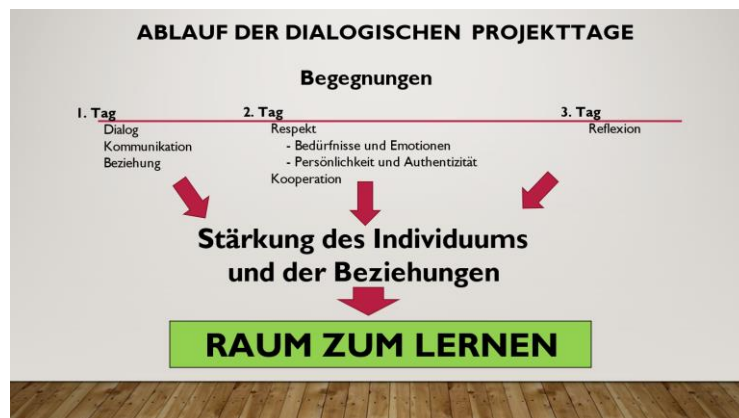 ABLAUF DER DIALOGISCHEN PROJEKTTAGE
Begegnungen
1. Tag
Dialog
Kommunikation
Beziehung
2. Tag
Respekt
- Bedürfnisse und Emotionen
- Persönlichkeit und Authentizität
Kooperation
3. Tag
Reflexion
Stärkung des Individuums
und der Beziehungen
RAUM ZUM LERNEN